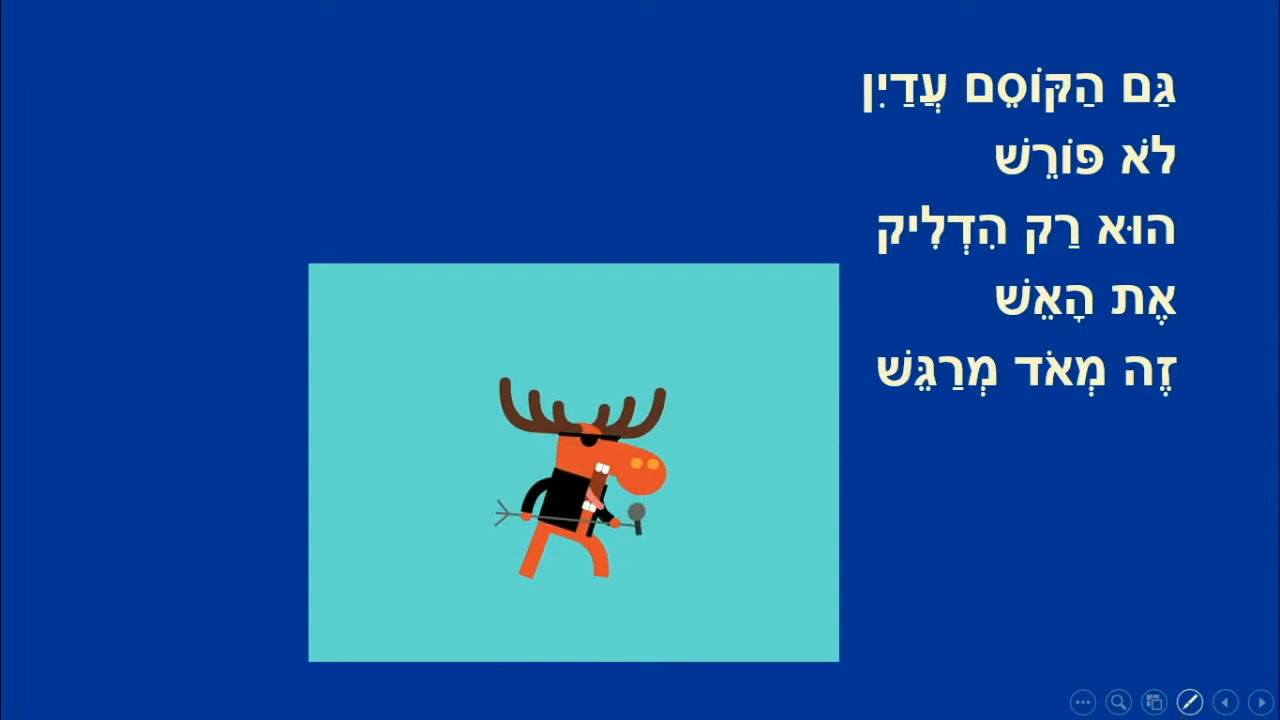 גַּם הַקּוֹסֵם עֲדַיִן
לֹא פּוֹרֵשׁ
הוּא רַק הִדְלִיק
אֶת הָאֵשׁ
זֶה מְאֹד מְרַגֵּשׁ